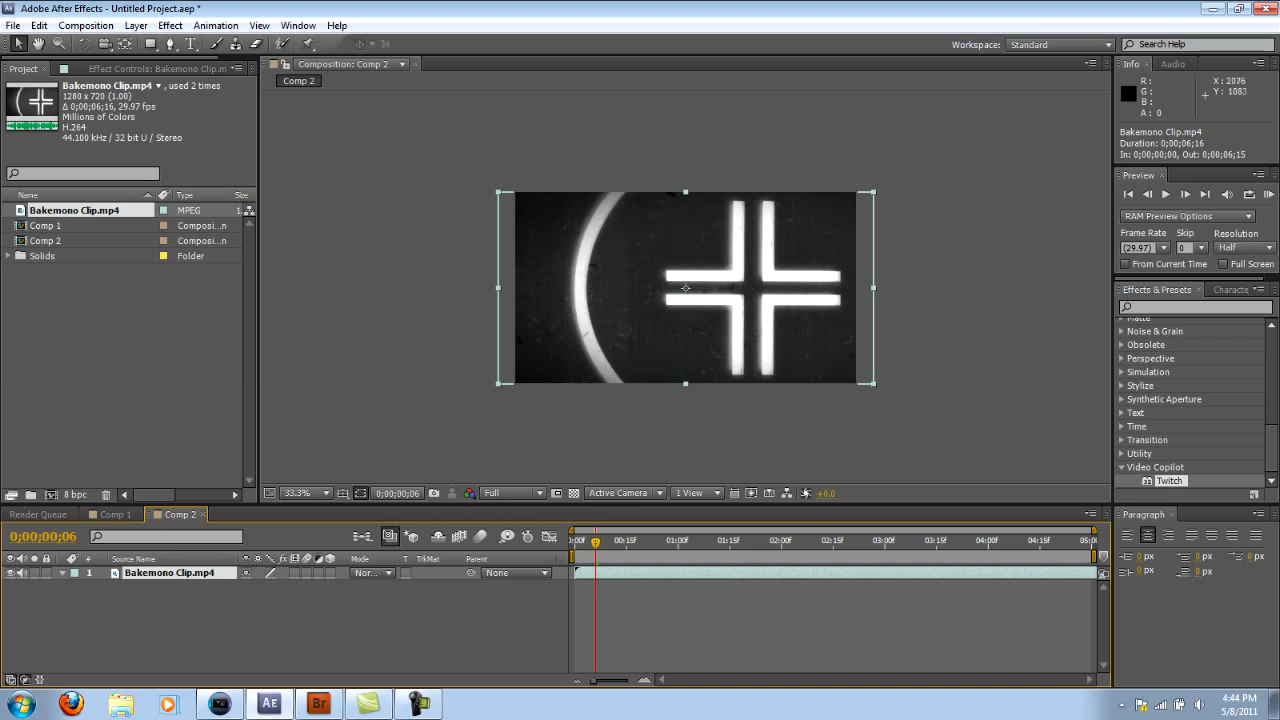 Adobe After Effects - Untitled Project.aep *
File Edit Composition Layer Effect Animation View Window Help
Workspace: Standard Search Help
Project Effect Controls: Bakemono Clip.m
Bakemono Clip.mp4 , used 2 times
1280 x 720 (1.00)
Δ 0;00;06;16, 29.97 fps
Millions of Colors
H.264
44.100 kHz / 32 bit U / Stereo
Name Type Size
Bakemono Clip.mp4 MPEG 1
Comp 1 Composi...n
Comp 2 Composi...n
Solids Folder
8 bpc
Composition: Comp 2
Comp 2
33.3% 0;00;00;06 Full Active Camera 1 View +0.0
Info Audio
R : X : 2076
G : Y : 1083
B :
A : 0
Bakemono Clip.mp4
Duration: 0;00;06;16
In: 0;00;00;00, Out: 0;00;06;15
Preview
RAM Preview Options
Frame Rate Skip Resolution
(29.97) 0 Half
From Current Time Full Screen
Effects & Presets Characte
Matte
Noise & Grain
Obsolete
Perspective
Simulation
Stylize
Synthetic Aperture
Text
Time
Transition
Utility
Video Copilot
Twitch
Render Queue Comp 1 Comp 2
0;00;00;06
# Source Name Mode T TrkMat Parent
1 Bakemono Clip.mp4 Nor... None
):00f 00:15f 01:00f 01:15f 02:00f 02:15f 03:00f 03:15f 04:00f 04:15f 05:0
Paragraph
0 px 0 px 0 px
0 px 0 px
AE Br
4:44 PM
5/8/2011